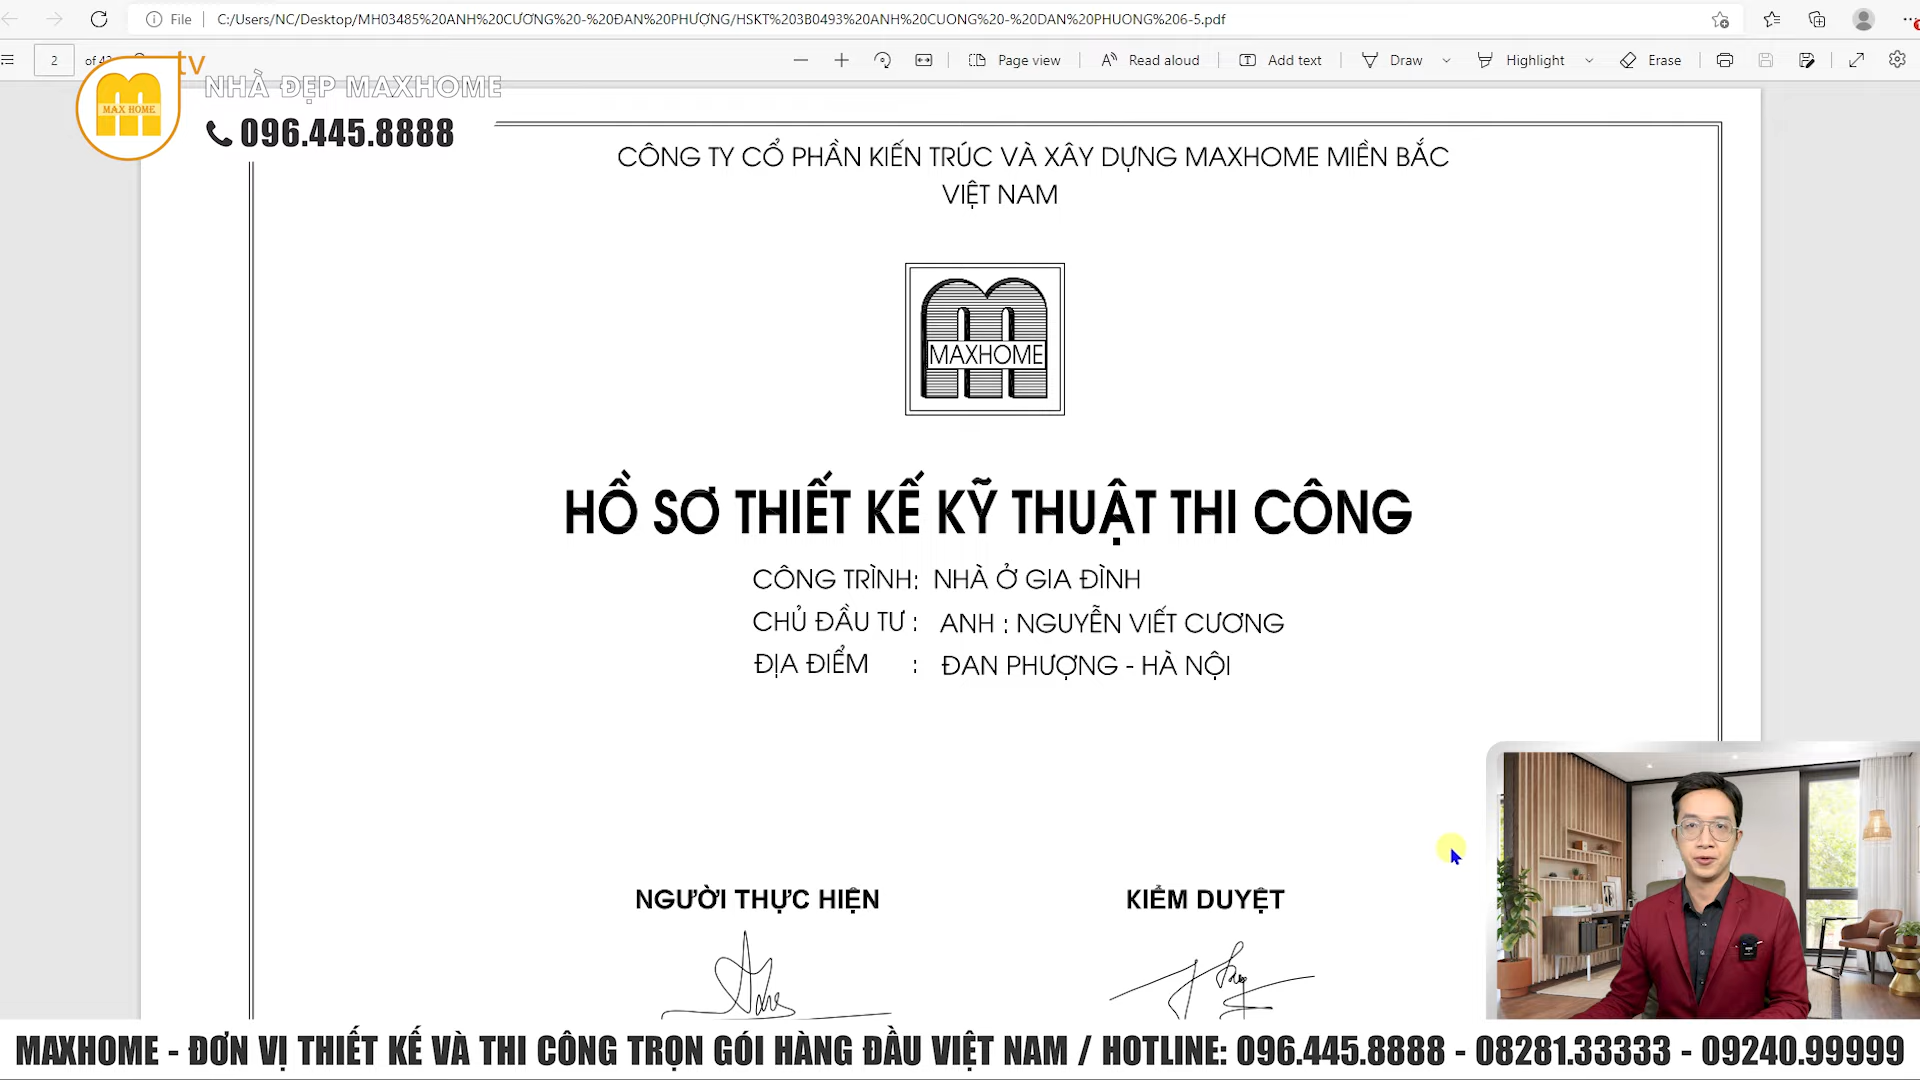 File
C:/Users/NC/Desktop/MH03485%20ANH%20CƯƠNG%20-%20ĐAN%20PHƯỢNG/HSKT%203B0493%20ANH%20CUONG%20-%20DAN%20PHUONG%206-5.pdf
2
of
Page view
Read aloud
Add text
Draw
Highlight
Erase
tv
MAX HOME
NHÀ ĐẸP MAXHOME
096.445.8888
CÔNG TY CỔ PHẦN KIẾN TRÚC VÀ XÂY DỰNG MAXHOME MIỀN BẮC
VIỆT NAM
MAXHOME
HỒ SƠ THIẾT KẾ KỸ THUẬT THI CÔNG
CÔNG TRÌNH: NHÀ Ở GIA ĐÌNH
CHỦ ĐẦU TƯ : ANH : NGUYỄN VIẾT CƯƠNG
ĐỊA ĐIỂM : ĐAN PHƯỢNG - HÀ NỘI
NGƯỜI THỰC HIỆN
KIỂM DUYỆT
MAXHOME - ĐƠN VỊ THIẾT KẾ VÀ THI CÔNG TRỌN GÓI HÀNG ĐẦU VIỆT NAM / HOTLINE: 096.445.8888 - 08281.33333 - 09240.99999